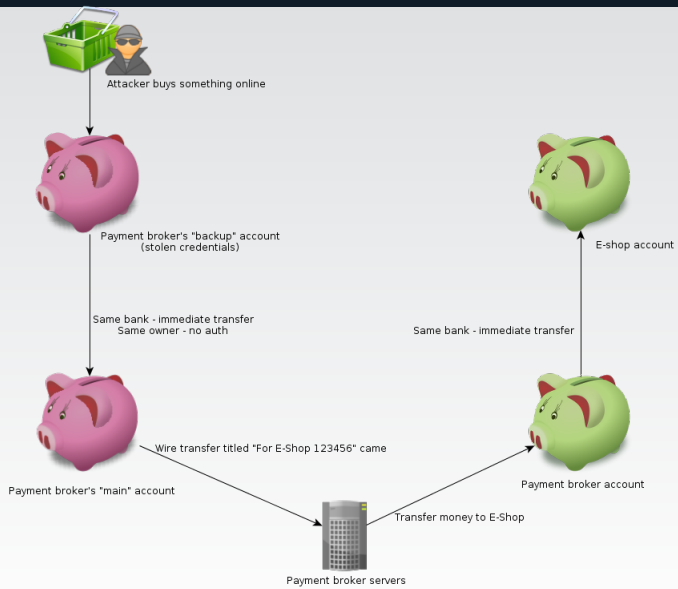 Attacker buys something online
Payment broker's "backup" account
(stolen credentials)
E-shop account
Same bank - immediate transfer
Same owner - no auth
Same bank - immediate transfer
Wire transfer titled "For E-Shop 123456" came
Payment broker's "main" account
Payment broker account
Transfer money to E-Shop
Payment broker servers